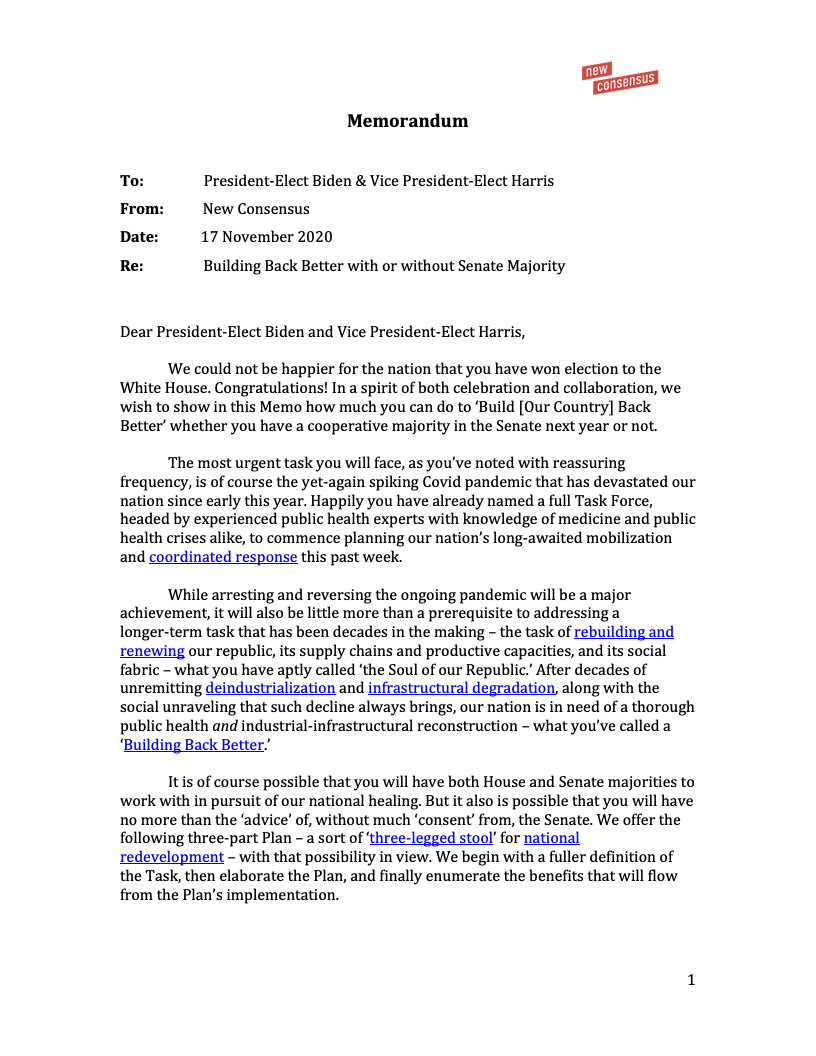 new
consensus
Memorandum
To: President-Elect Biden & Vice President-Elect Harris
From: New Consensus
Date: 17 November 2020
Re: Building Back Better with or without Senate Majority
Dear President-Elect Biden and Vice President-Elect Harris,
We could not be happier for the nation that you have won election to the
White House. Congratulations! In a spirit of both celebration and collaboration, we
wish to show in this Memo how much you can do to ‘Build [Our Country] Back
Better’ whether you have a cooperative majority in the Senate next year or not.
The most urgent task you will face, as you’ve noted with reassuring
frequency, is of course the yet-again spiking Covid pandemic that has devastated our
nation since early this year. Happily you have already named a full Task Force,
headed by experienced public health experts with knowledge of medicine and public
health crises alike, to commence planning our nation’s long-awaited mobilization
and coordinated response this past week.
While arresting and reversing the ongoing pandemic will be a major
achievement, it will also be little more than a prerequisite to addressing a
longer-term task that has been decades in the making – the task of rebuilding and
renewing our republic, its supply chains and productive capacities, and its social
fabric – what you have aptly called ‘the Soul of our Republic.’ After decades of
unremitting deindustrialization and infrastructural degradation, along with the
social unraveling that such decline always brings, our nation is in need of a thorough
public health and industrial-infrastructural reconstruction – what you’ve called a
‘Building Back Better.’
It is of course possible that you will have both House and Senate majorities to
work with in pursuit of our national healing. But it also is possible that you will have
no more than the ‘advice’ of, without much ‘consent’ from, the Senate. We offer the
following three-part Plan – a sort of ‘three-legged stool’ for national
redevelopment – with that possibility in view. We begin with a fuller definition of
the Task, then elaborate the Plan, and finally enumerate the benefits that will flow
from the Plan’s implementation.
1